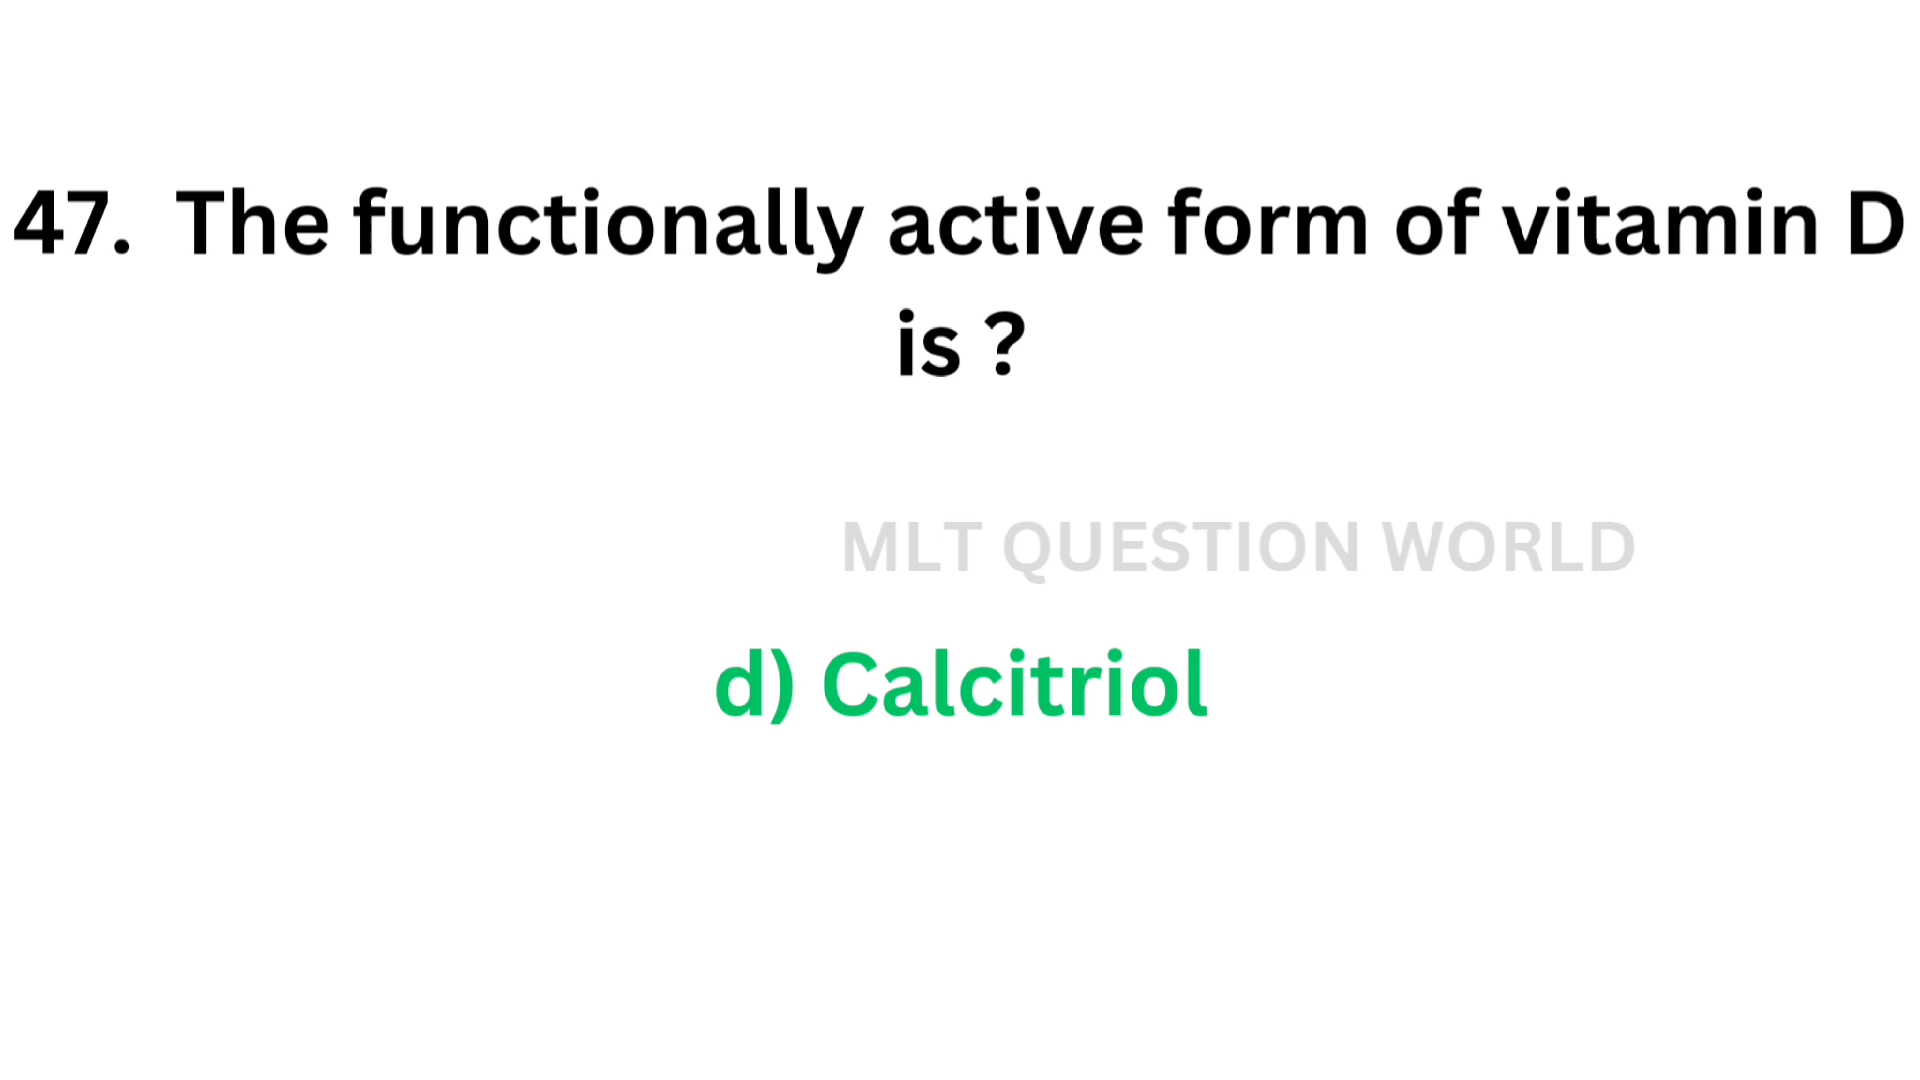 47. The functionally active form of vitamin D
is ?
MLT QUESTION WORLD
d) Calcitriol